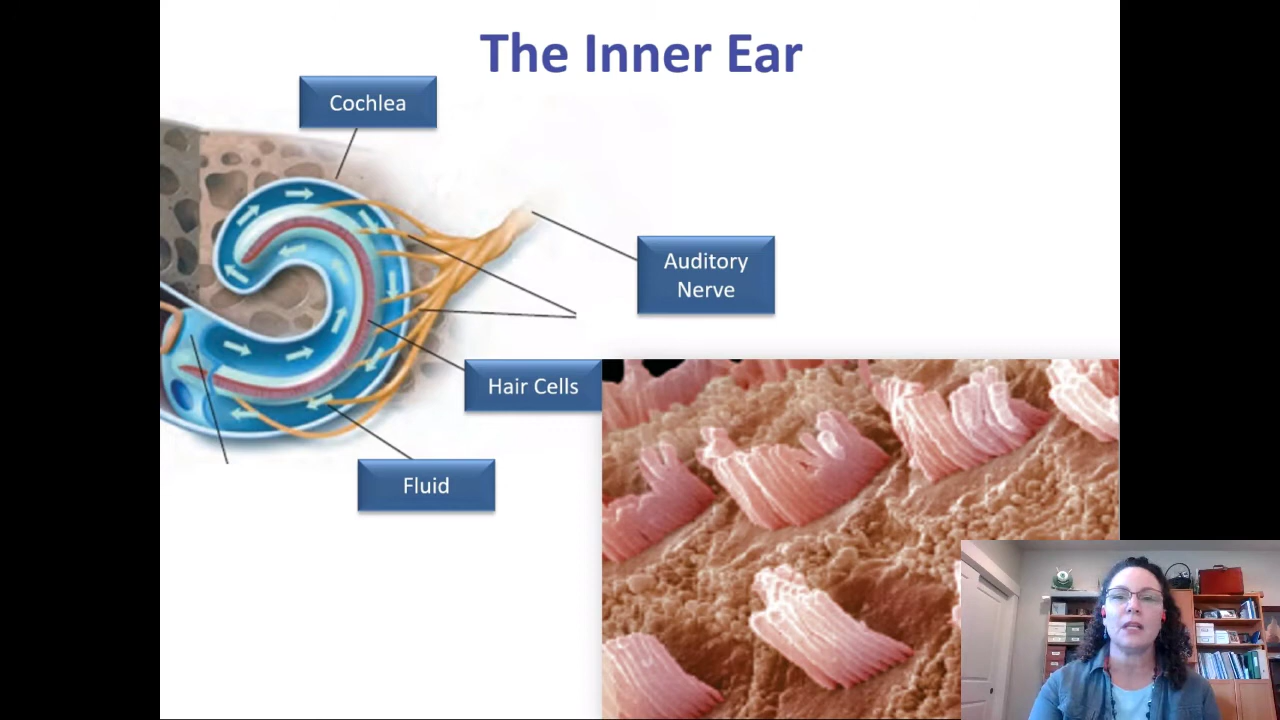 The Inner Ear
Cochlea
Auditory
Nerve
Hair Cells
Fluid